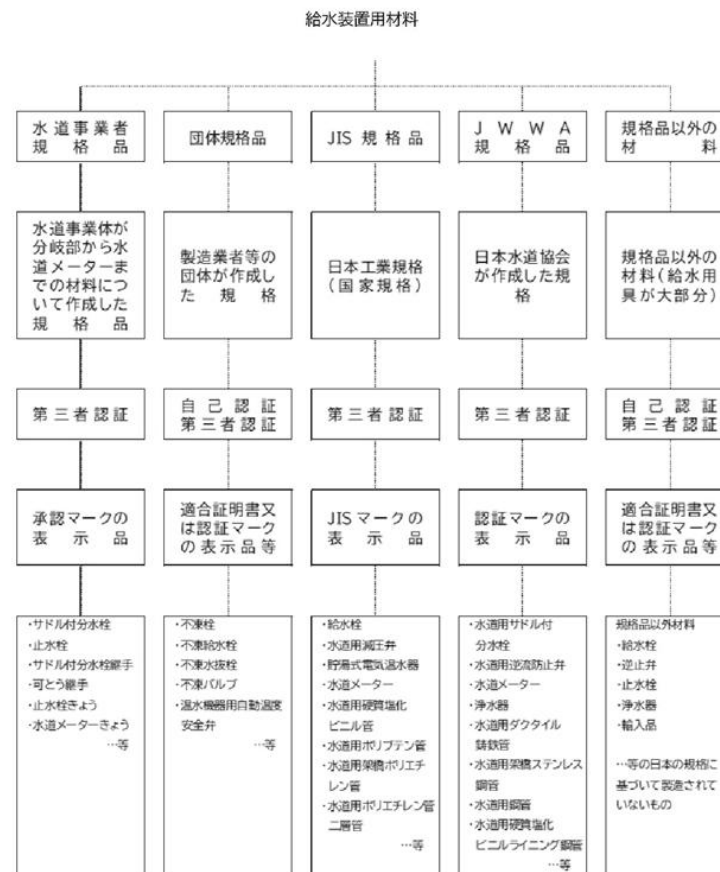 給水装置用材料
水道事業者
規格品
団体規格品
JIS 規格品
JWWA
規格品
規格品以外の
材料
水道事業体が
分岐部から水
道メーターま
での材料につ
いて作成した
規格品
製造業者等の
団体が作成し
た規格
日本工業規格
(国家規格)
日本水道協会
が作成した規
格
規格品以外の
材料(給水用
具が大部分)
第三者認証
自己認証
第三者認証
第三者認証
第三者認証
自己認証
第三者認証
承認マークの
表示品
適合証明書又
は認証マーク
の表示品等
JISマークの
表示品
認証マークの
表示品
適合証明書又
は認証マーク
の表示品等
・サドル付分水栓
・止水栓
・サドル付分水栓継手
・可とう継手
・止水栓きょう
・水道メーターきょう
…等
・不凍栓
・不凍給水栓
・不凍水抜栓
・不凍バルブ
・温水機器用自動温度
安全弁
…等
・給水栓
・水道用減圧弁
・貯湯式電気温水器
・水道メーター
・水道用硬質塩化
ビニル管
・水道用ポリブテン管
・水道用架橋ポリエチ
レン管
・水道用ポリエチレン管
二層管
…等
・水道用サドル付
分水栓
・水道用逆流防止弁
・水道メーター
・浄水器
・水道用ダクタイル
鋳鉄管
・水道用架橋ステンレス
鋼管
・水道用銅管
・水道用硬質塩化
ビニルライニング鋼管
…等
規格品以外材料
・給水栓
・逆止弁
・止水栓
・浄水器
・輸入品
…等の日本の規格に
基づいて製造されて
いないもの